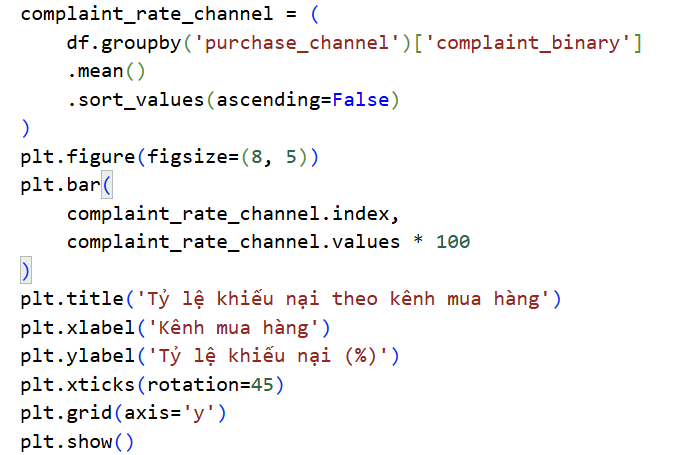 complaint_rate_channel = (
    df.groupby('purchase_channel')['complaint_binary']
    .mean()
    .sort_values(ascending=False)
)
plt.figure(figsize=(8, 5))
plt.bar(
    complaint_rate_channel.index,
    complaint_rate_channel.values * 100
)
plt.title('Tỷ lệ khiếu nại theo kênh mua hàng')
plt.xlabel('Kênh mua hàng')
plt.ylabel('Tỷ lệ khiếu nại (%)')
plt.xticks(rotation=45)
plt.grid(axis='y')
plt.show()